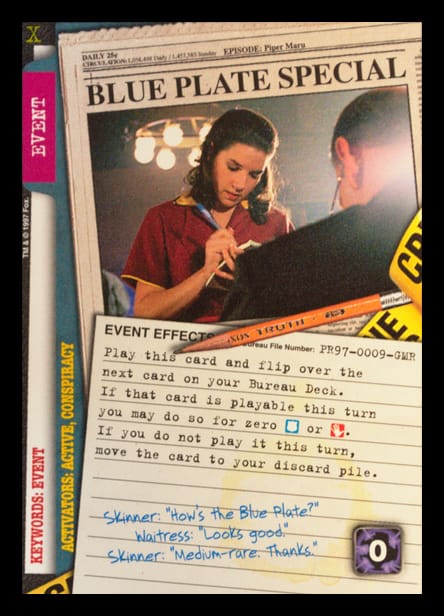 X
EVENT
TM & © 1997 Fox.
KEYWORDS: EVENT
ACTIVATORS: ACTIVE, CONSPIRACY
DAILY 25¢
EPISODE: Piper Maru
BLUE PLATE SPECIAL
CRI
NE
TRUTH
EVENT EFFECTS
Bureau File Number: PR97-0009-GMR
Play this card and flip over the
next card on your Bureau Deck.
If that card is playable this turn
you may do so for zero or .
If you do not play it this turn,
move the card to your discard pile.
Skinner: "How's the Blue Plate?"
Waitress: "Looks good."
Skinner: "Medium-rare. Thanks."
0